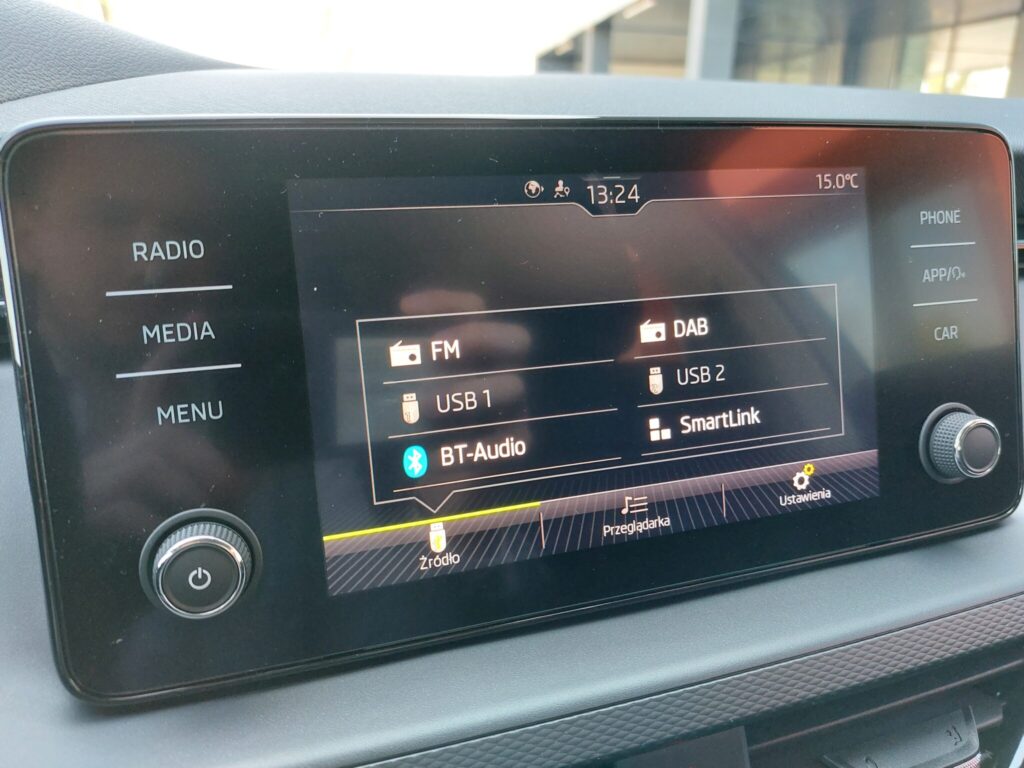 13:24
15.0°C
RADIO
MEDIA
MENU
FM
DAB
USB 1
USB 2
BT-Audio
SmartLink
Źródło
Przeglądarka
Ustawienia
PHONE
APP/
CAR